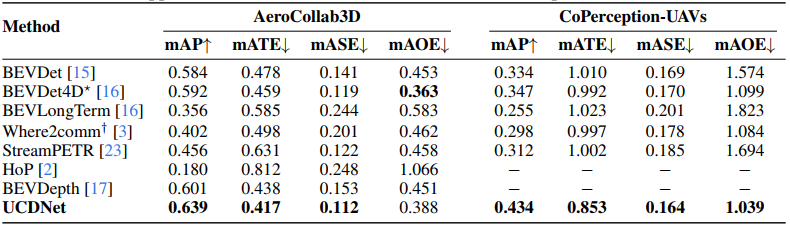 Method AeroCollab3D CoPerception-UAVs
mAP↑ mATE↓ mASE↓ mAOE↓ mAP↑ mATE↓ mASE↓ mAOE↓
BEVDet [15] 0.584 0.478 0.141 0.453 0.334 1.010 0.169 1.574
BEVDet4D* [16] 0.592 0.459 0.119 0.363 0.347 0.992 0.170 1.099
BEVLongTerm [16] 0.356 0.585 0.244 0.583 0.255 1.023 0.201 1.823
Where2comm† [3] 0.402 0.498 0.201 0.462 0.298 0.997 0.178 1.084
StreamPETR [23] 0.456 0.631 0.122 0.458 0.312 1.002 0.185 1.694
HoP [2] 0.180 0.812 0.248 1.066 − − − −
BEVDepth [17] 0.601 0.438 0.153 0.451 − − − −
UCDNet 0.639 0.417 0.112 0.388 0.434 0.853 0.164 1.039